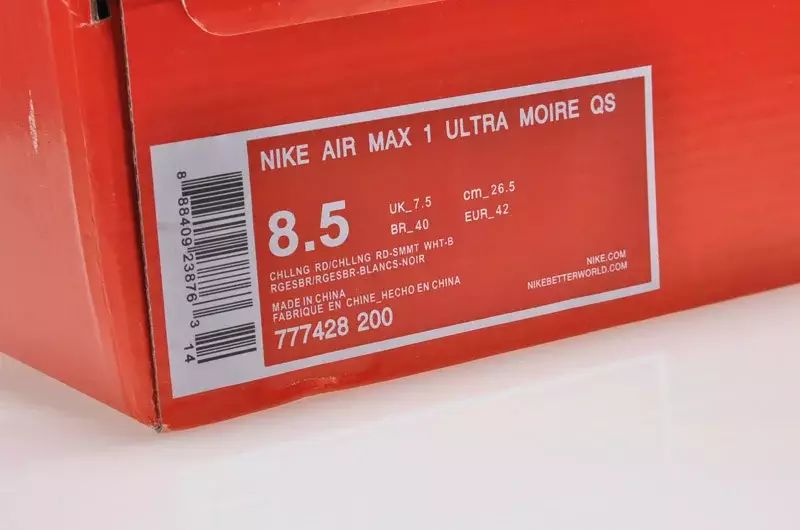 NIKE AIR MAX 1 ULTRA MOIRE QS
8.5
UK_7.5 cm_26.5
BR_40 EUR_42
CHLLNG RD/CHLLNG RD-SMMT WHT-B
RGESBR/RGESBR-BLANCS-NOIR
MADE IN CHINA
FABRIQUE EN CHINE_HECHO EN CHINA
777428 200
NIKE.COM
NIKEBETTERWORLD.COM
8 88409 23876 3
14